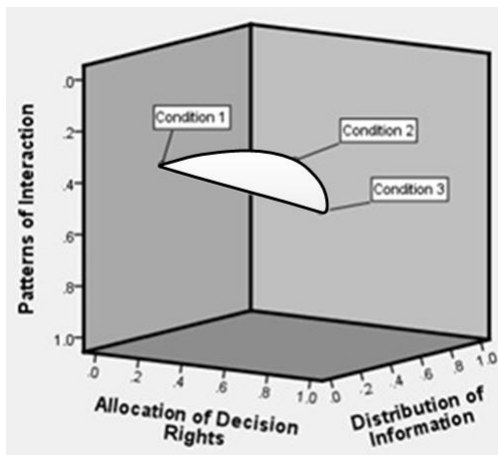 Patterns of Interaction
.0
.2
.4
.6
.8
1.0
Condition 1
Condition 2
Condition 3
.0 .2 .4 .6 .8 1.0
Allocation of Decision
Rights
.0 .2 .4 .6 .8 1.0
Distribution of
Information